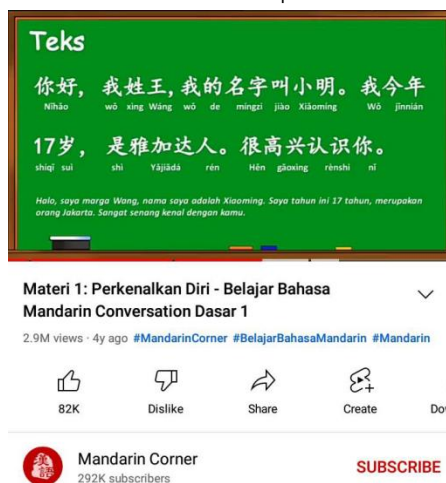 Teks
你好，我姓王，我的名字叫小明。我今年
Nǐhǎo wǒ xìng Wáng wǒ de míngzi jiào Xiǎomíng Wǒ jīnnián
17岁，是雅加达人。很高兴认识你。
shíqī suì shì Yǎjiādá rén Hěn gāoxìng rènshi nǐ
Halo, saya marga Wang, nama saya adalah Xiaoming. Saya tahun ini 17 tahun, merupakan
orang Jakarta. Sangat senang kenal dengan kamu.
Materi 1: Perkenalkan Diri - Belajar Bahasa
Mandarin Conversation Dasar 1
2.9M views · 4y ago #MandarinCorner #BelajarBahasaMandarin #Mandarin
82K Dislike Share Create Dow
Mandarin Corner
292K subscribers
SUBSCRIBE